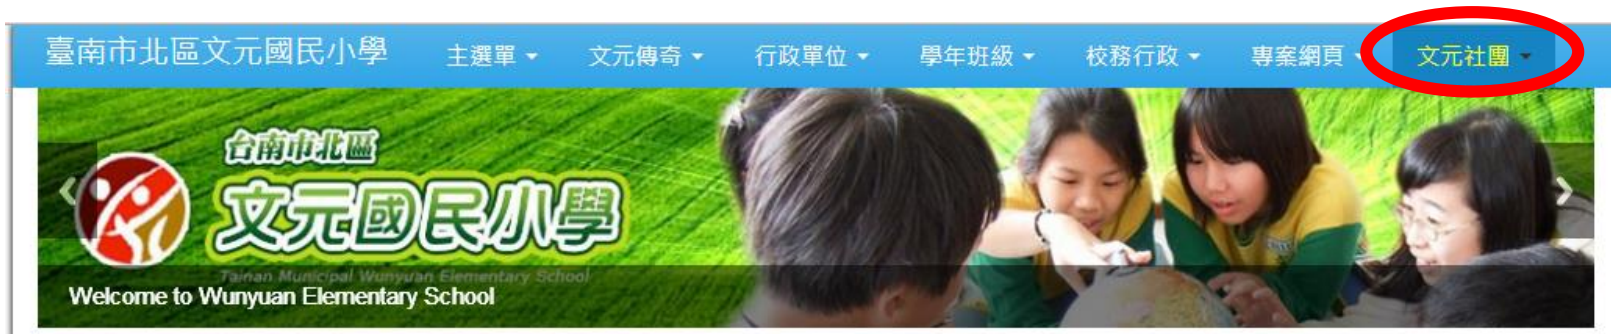 臺南市北區文元國民小學 主選單 文元傳奇 行政單位 學年班級 校務行政 專案網頁 文元社團
台南市北區
文元國民小學
Tainan Municipal Wunyuan Elementary School
Welcome to Wunyuan Elementary School